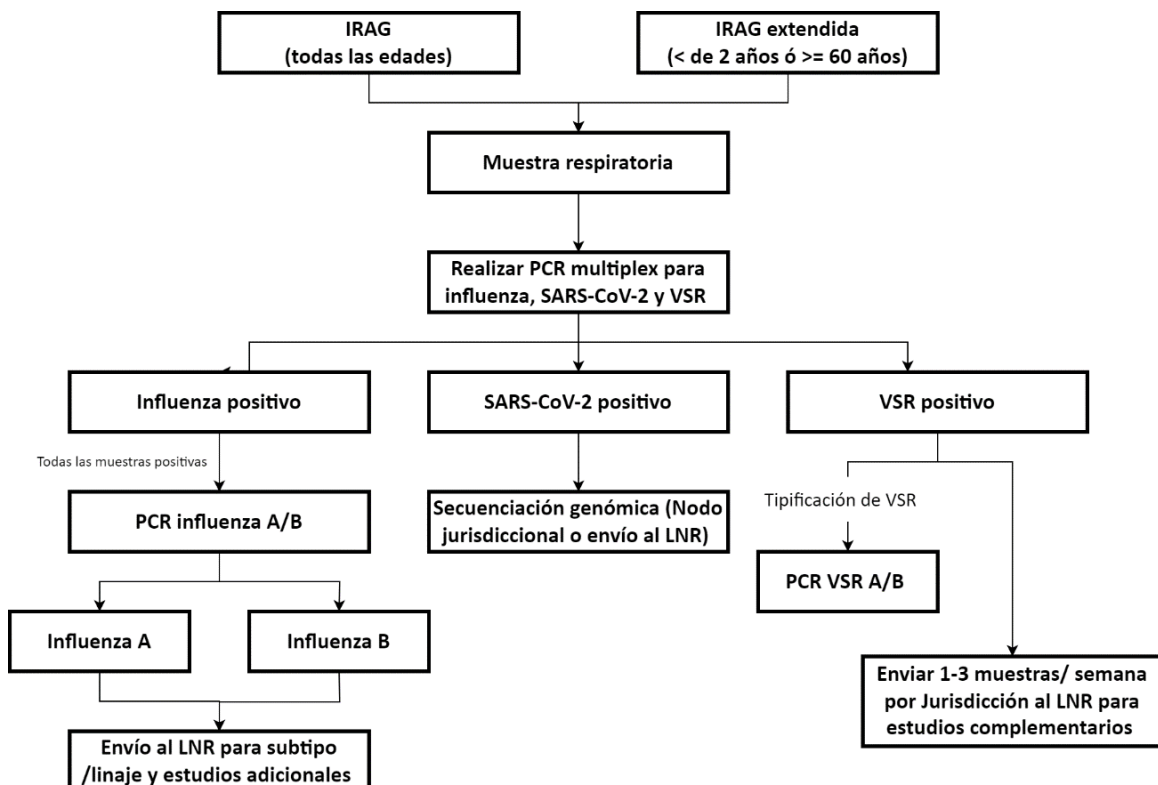 IRAG
(todas las edades)
IRAG extendida
(< de 2 años ó >= 60 años)
Muestra respiratoria
Realizar PCR multiplex para
influenza, SARS-CoV-2 y VSR
Influenza positivo
SARS-CoV-2 positivo
VSR positivo
Todas las muestras positivas
PCR influenza A/B
Secuenciación genómica (Nodo
jurisdiccional o envío al LNR)
Tipificación de VSR
PCR VSR A/B
Influenza A
Influenza B
Enviar 1-3 muestras/ semana
por Jurisdicción al LNR para
estudios complementarios
Envío al LNR para subtipo
/linaje y estudios adicionales